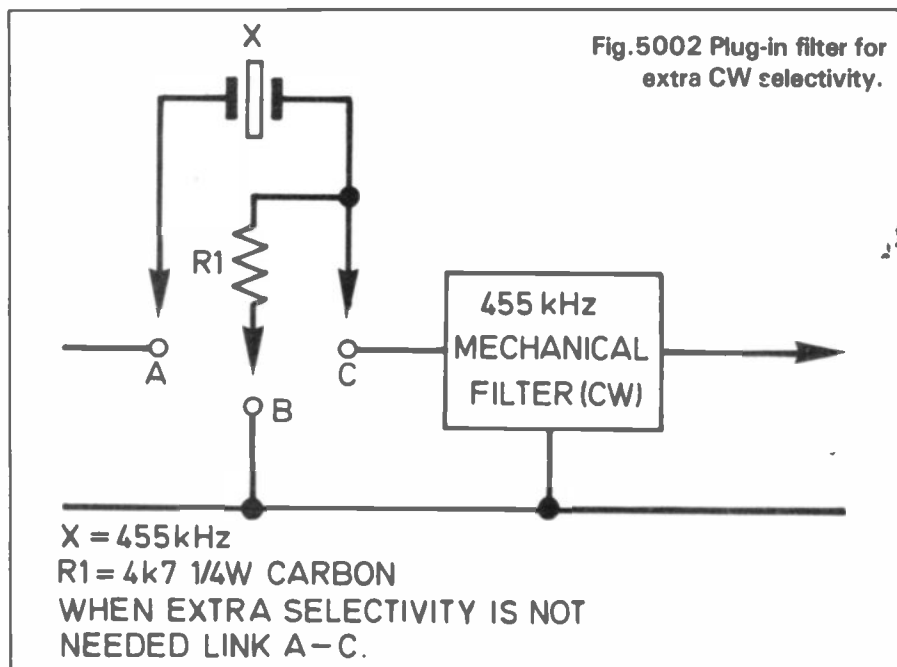 X
Fig.5002 Plug-in filter for
extra CW selectivity.
R1
A
B
C
455 kHz
MECHANICAL
FILTER (CW)
X = 455kHz
R1 = 4k7 1/4W CARBON
WHEN EXTRA SELECTIVITY IS NOT
NEEDED LINK A-C.